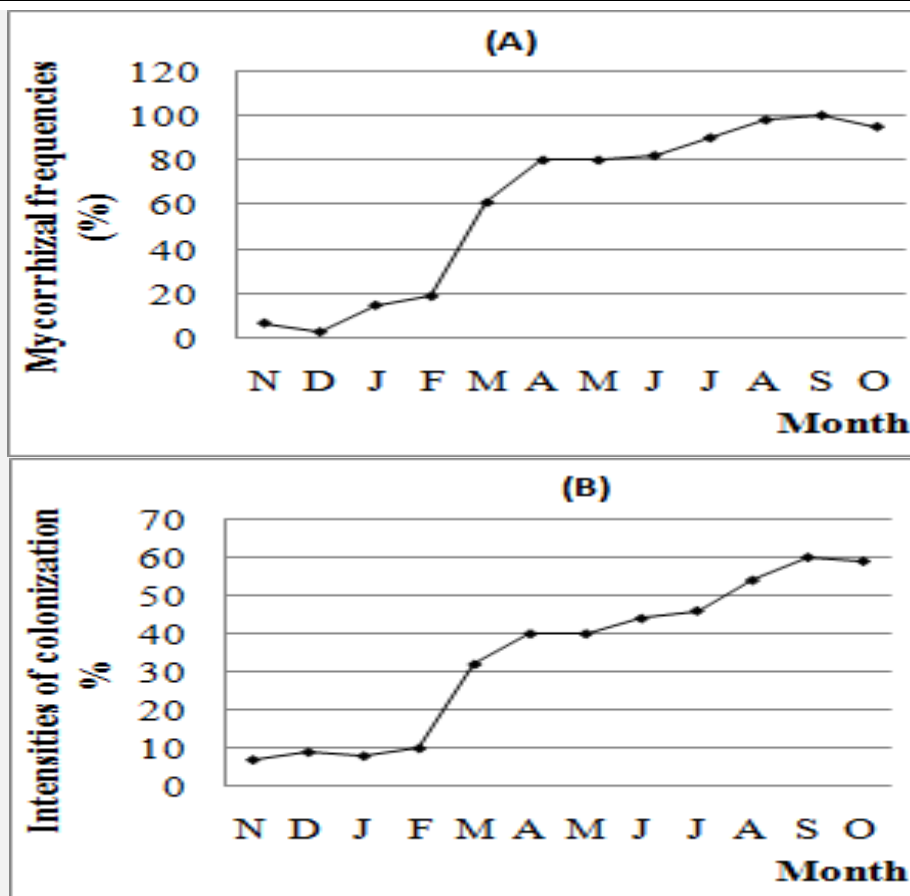 (A)
Mycorrhizal frequencies
(%)
120
100
80
60
40
20
0
N D J F M A M J J A S O
Month
(B)
Intensities of colonization
%
70
60
50
40
30
20
10
0
N D J F M A M J J A S O
Month